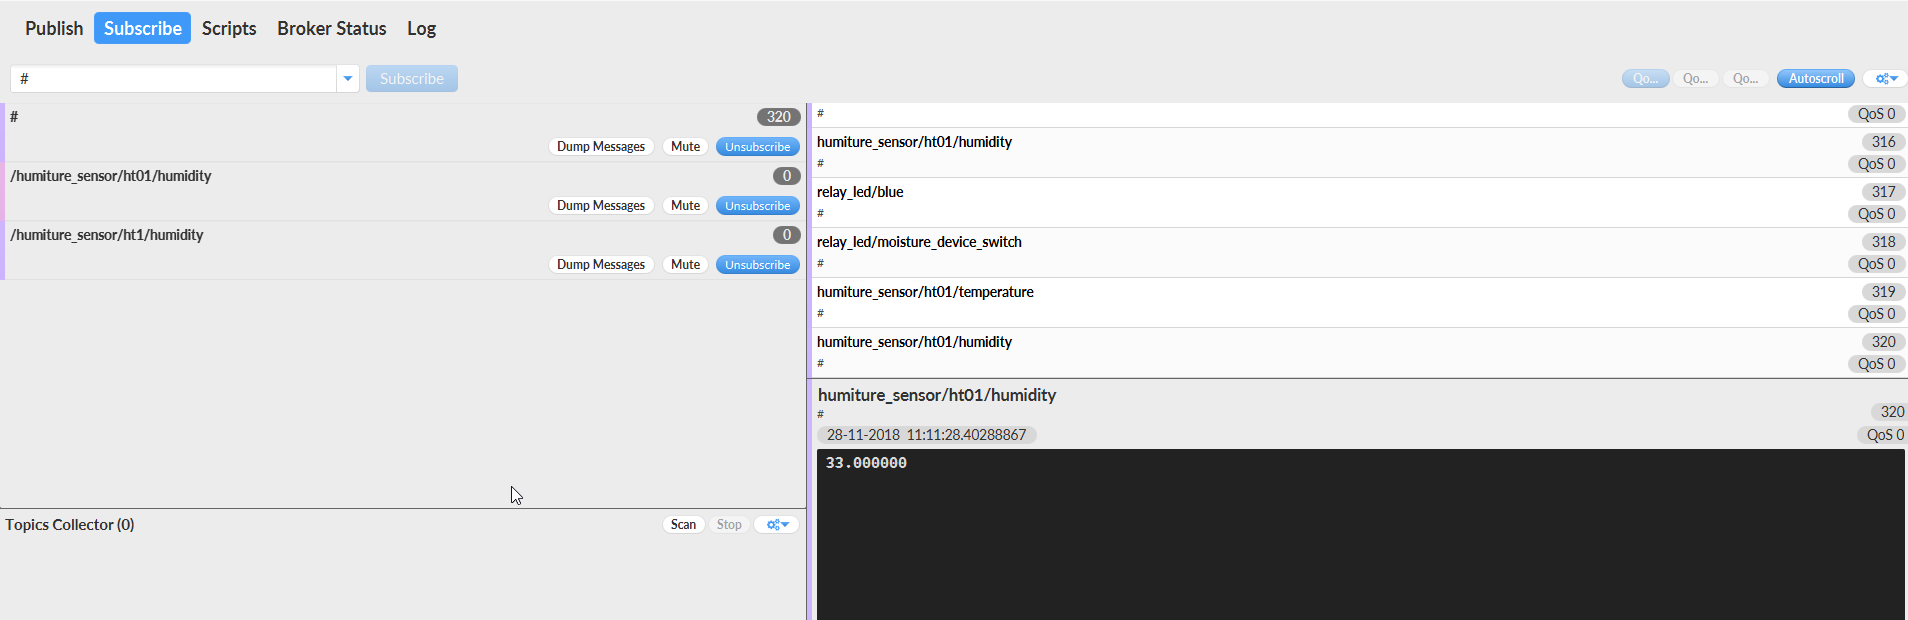 Publish Subscribe Scripts Broker Status Log
# Subscribe Qo... Qo... Qo... Autoscroll
# 320
Dump Messages Mute Unsubscribe
/humiture_sensor/ht01/humidity 0
Dump Messages Mute Unsubscribe
/humiture_sensor/ht1/humidity 0
Dump Messages Mute Unsubscribe
Topics Collector (0) Scan Stop
# QoS 0
humiture_sensor/ht01/humidity 316
# QoS 0
relay_led/blue 317
# QoS 0
relay_led/moisture_device_switch 318
# QoS 0
humiture_sensor/ht01/temperature 319
# QoS 0
humiture_sensor/ht01/humidity 320
# QoS 0
humiture_sensor/ht01/humidity
# 320
28-11-2018 11:11:28.40288867 QoS 0
33.000000